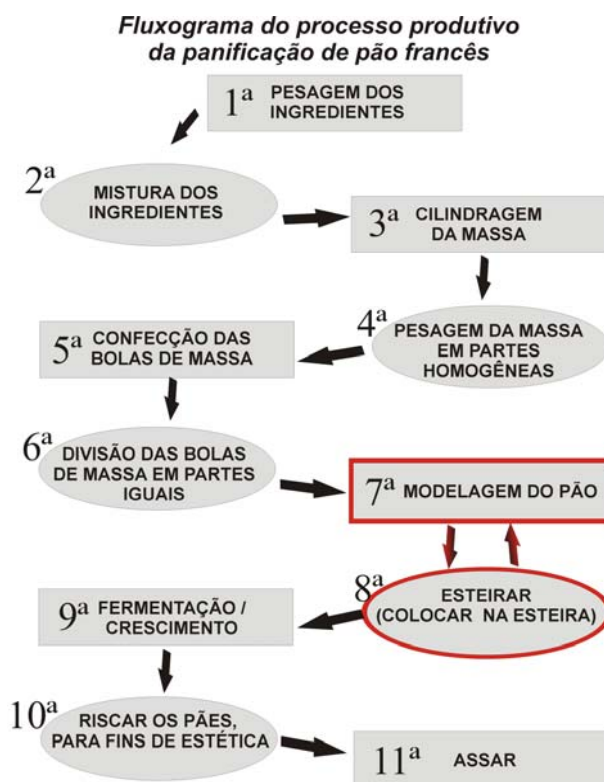 Fluxograma do processo produtivo
da panificação de pão francês
1ª PESAGEM DOS
INGREDIENTES
2ª
MISTURA DOS
INGREDIENTES
3ª CILINDRAGEM
DA MASSA
4ª
PESAGEM DA MASSA
EM PARTES
HOMOGÊNEAS
5ª CONFECÇÃO DAS
BOLAS DE MASSA
6ª
DIVISÃO DAS BOLAS
DE MASSA EM PARTES
IGUAIS
7ª MODELAGEM DO PÃO
8ª
ESTEIRAR
(COLOCAR NA ESTEIRA)
9ª FERMENTAÇÃO /
CRESCIMENTO
10ª
RISCAR OS PÃES,
PARA FINS DE ESTÉTICA
11ª ASSAR